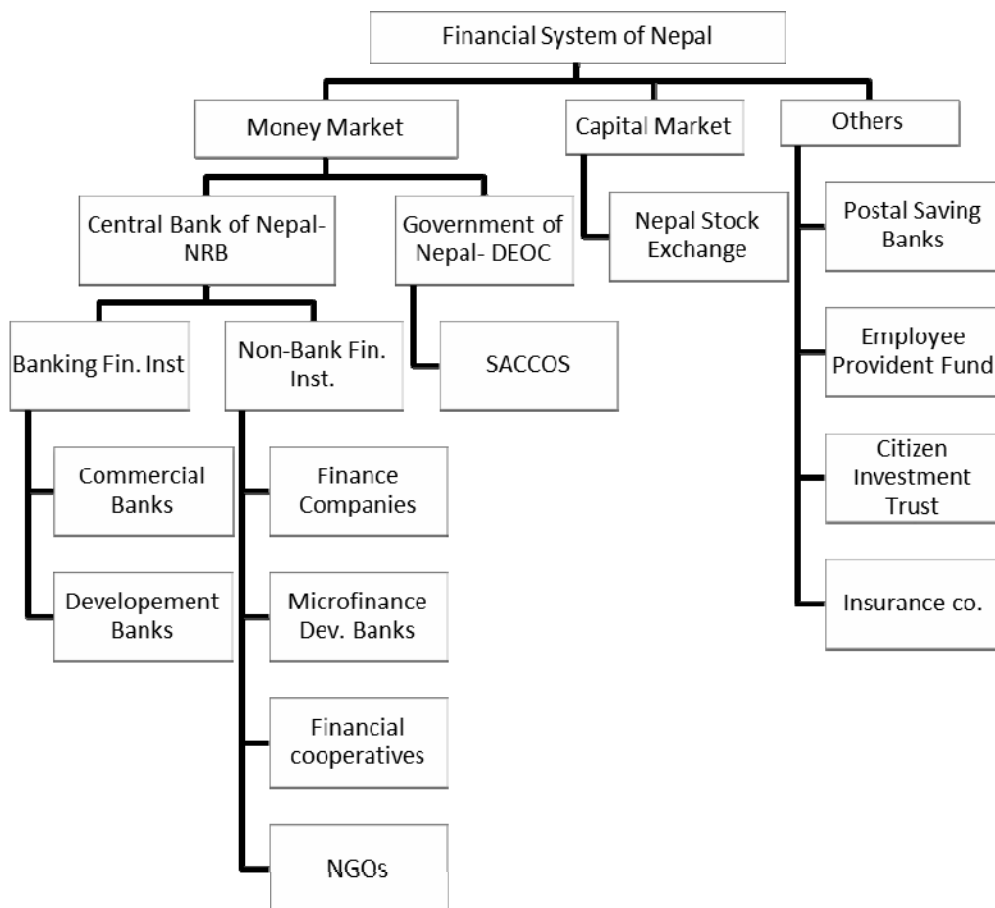 Financial System of Nepal
Money Market
Capital Market
Others
Central Bank of Nepal-
NRB
Government of
Nepal- DEOC
Nepal Stock
Exchange
Postal Saving
Banks
Banking Fin. Inst
Non-Bank Fin.
Inst.
SACCOS
Employee
Provident Fund
Commercial
Banks
Finance
Companies
Citizen
Investment
Trust
Developement
Banks
Microfinance
Dev. Banks
Insurance co.
Financial
cooperatives
NGOs